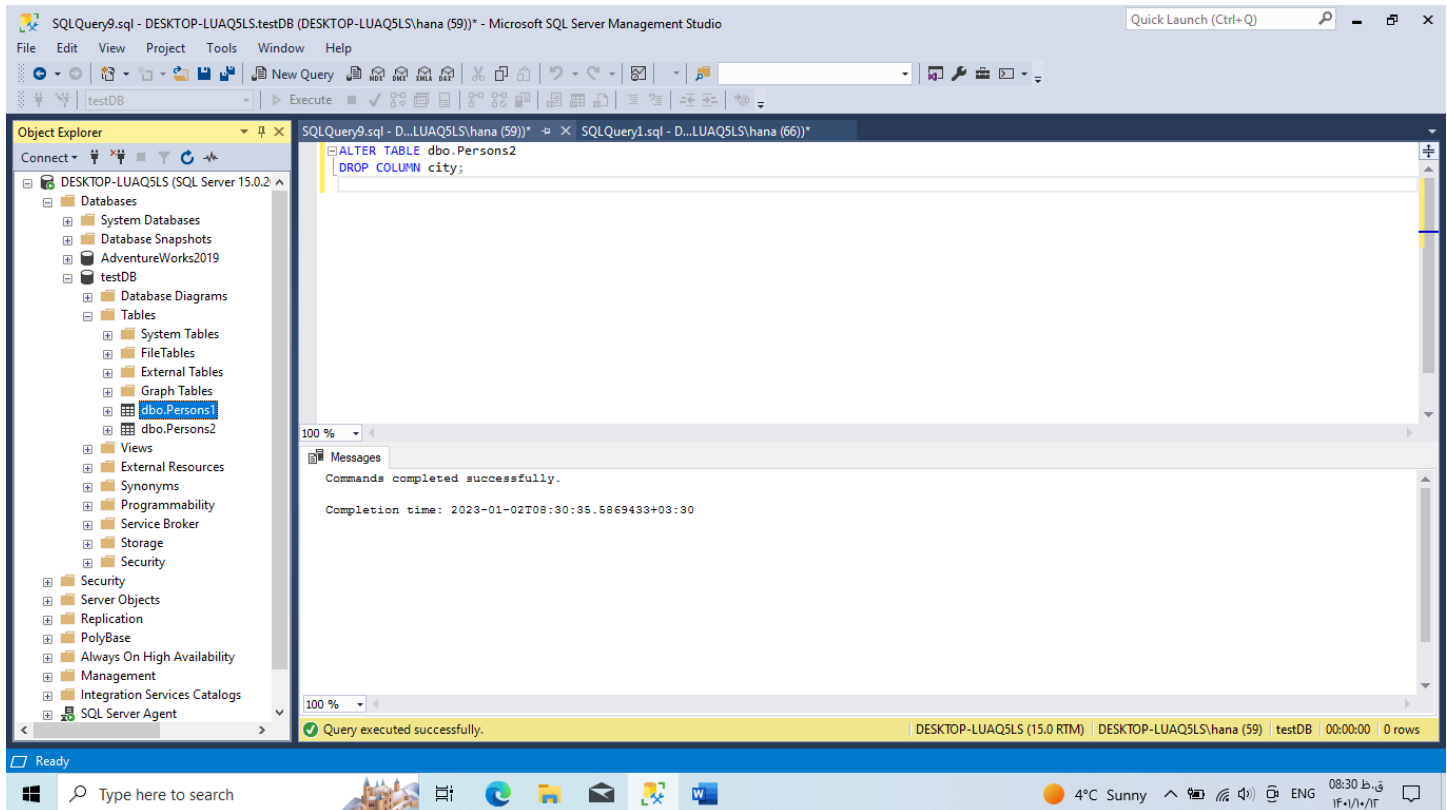 SQLQuery9.sql - DESKTOP-LUAQ5LS.testDB (DESKTOP-LUAQ5LS\hana (59))* - Microsoft SQL Server Management Studio
Quick Launch (Ctrl+Q)
File Edit View Project Tools Window Help
New Query MDX DMX XMLA DAX
testDB Execute
Object Explorer
SQLQuery9.sql - D...LUAQ5LS\hana (59))* SQLQuery1.sql - D...LUAQ5LS\hana (66))*
Connect
DESKTOP-LUAQ5LS (SQL Server 15.0.2
Databases
System Databases
Database Snapshots
AdventureWorks2019
testDB
Database Diagrams
Tables
System Tables
FileTables
External Tables
Graph Tables
dbo.Persons1
dbo.Persons2
Views
External Resources
Synonyms
Programmability
Service Broker
Storage
Security
Security
Server Objects
Replication
PolyBase
Always On High Availability
Management
Integration Services Catalogs
SQL Server Agent
ALTER TABLE dbo.Persons2
DROP COLUMN city;
100 %
Messages
Commands completed successfully.
Completion time: 2023-01-02T08:30:35.5869433+03:30
100 %
Query executed successfully.
DESKTOP-LUAQ5LS (15.0 RTM) DESKTOP-LUAQ5LS\hana (59) testDB 00:00:00 0 rows
Ready
Type here to search
4°C Sunny
ENG
08:30 ق.ظ
۱۴۰۱/۱۰/۱۲